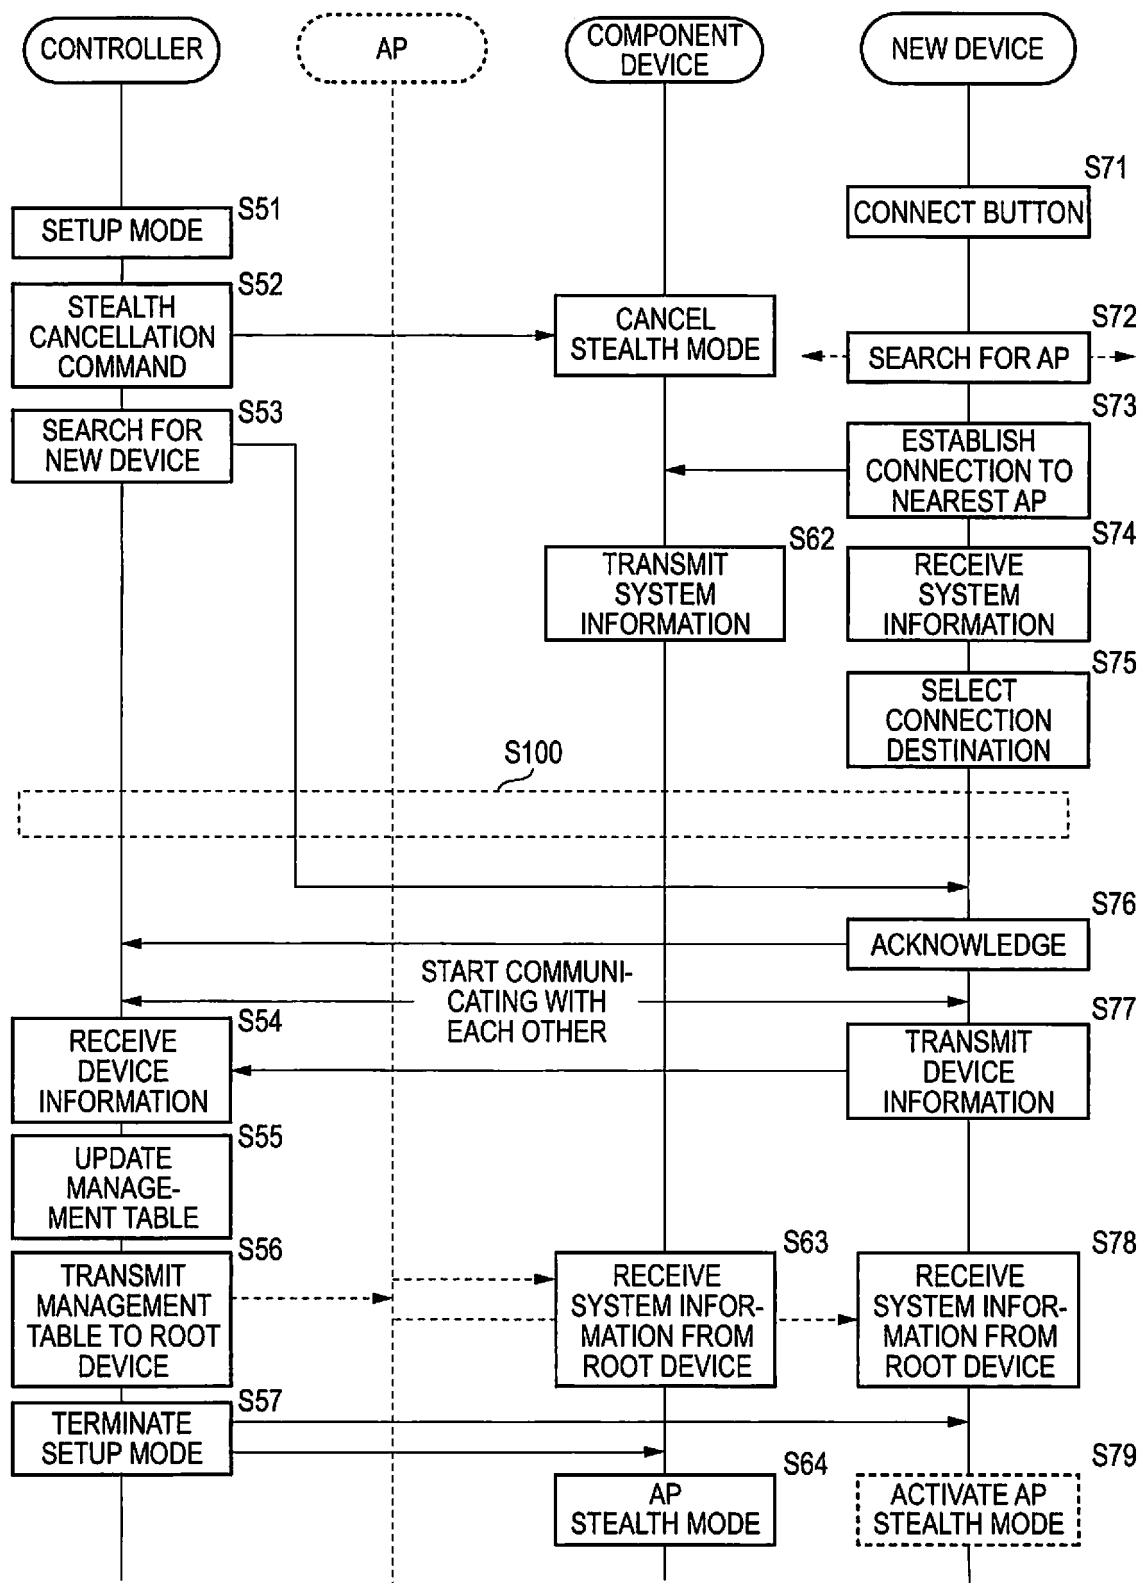 CONTROLLER
AP
COMPONENT
DEVICE
NEW DEVICE
S71
CONNECT BUTTON
S51
SETUP MODE
S52
STEALTH
CANCELLATION
COMMAND
CANCEL
STEALTH MODE
S72
SEARCH FOR AP
S53
SEARCH FOR
NEW DEVICE
S73
ESTABLISH
CONNECTION TO
NEAREST AP
S62
TRANSMIT
SYSTEM
INFORMATION
S74
RECEIVE
SYSTEM
INFORMATION
S75
SELECT
CONNECTION
DESTINATION
S100
S76
ACKNOWLEDGE
START COMMUNI-
CATING WITH
EACH OTHER
S54
RECEIVE
DEVICE
INFORMATION
S77
TRANSMIT
DEVICE
INFORMATION
S55
UPDATE
MANAGE-
MENT TABLE
S56
TRANSMIT
MANAGEMENT
TABLE TO ROOT
DEVICE
S63
RECEIVE
SYSTEM INFOR-
MATION FROM
ROOT DEVICE
S78
RECEIVE
SYSTEM INFOR-
MATION FROM
ROOT DEVICE
S57
TERMINATE
SETUP MODE
S64
AP
STEALTH MODE
S79
ACTIVATE AP
STEALTH MODE